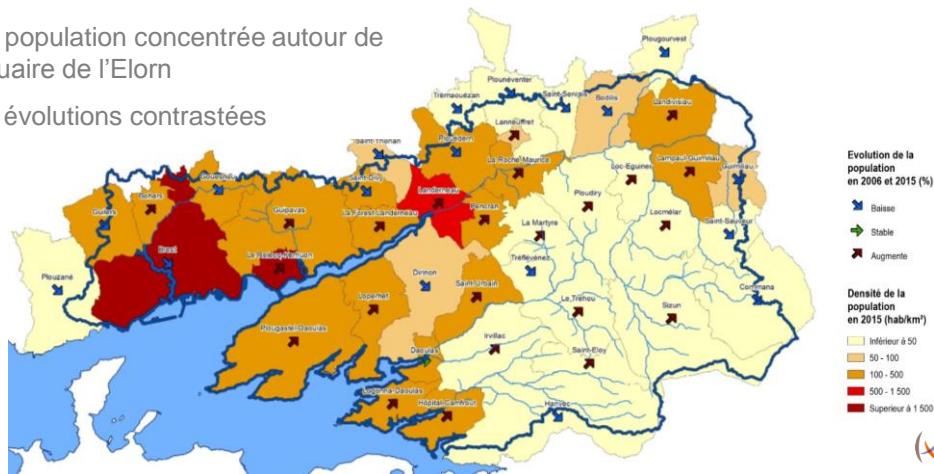 population concentrée autour de
uaire de l'Elorn
évolutions contrastées
Plougourvest
Plounéventer
Trémaouézan
Saint-Servais
Bodilis
Landivisiau
Lanneuffret
Saint-Thonan
Plouédern
La Roche-Maurice
Loc-Eguiner
Lampaul-Guimiliau
Guimiliau
Gouesnou
Saint-Divy
Bohars
Landerneau
Ploudiry
Guilers
Guipavas
La Forest-Landerneau
Pencran
Locmélar
La Martyre
Saint-Sauveur
Brest
Le Relecq-Kerhuon
Tréflévénez
Dirinon
Plouzané
Saint-Urbain
Commana
Loperhet
Le Tréhou
Sizun
Plougastel-Daoulas
Irvillac
Daoulas
Saint-Eloy
Logonna-Daoulas
Hôpital-Camfrout
Hanvec
Evolution de la
population
en 2006 et 2015 (%)
Baisse
Stable
Augmente
Densité de la
population
en 2015 (hab/km²)
Inférieur à 50
50 - 100
100 - 500
500 - 1 500
Superieur à 1 500